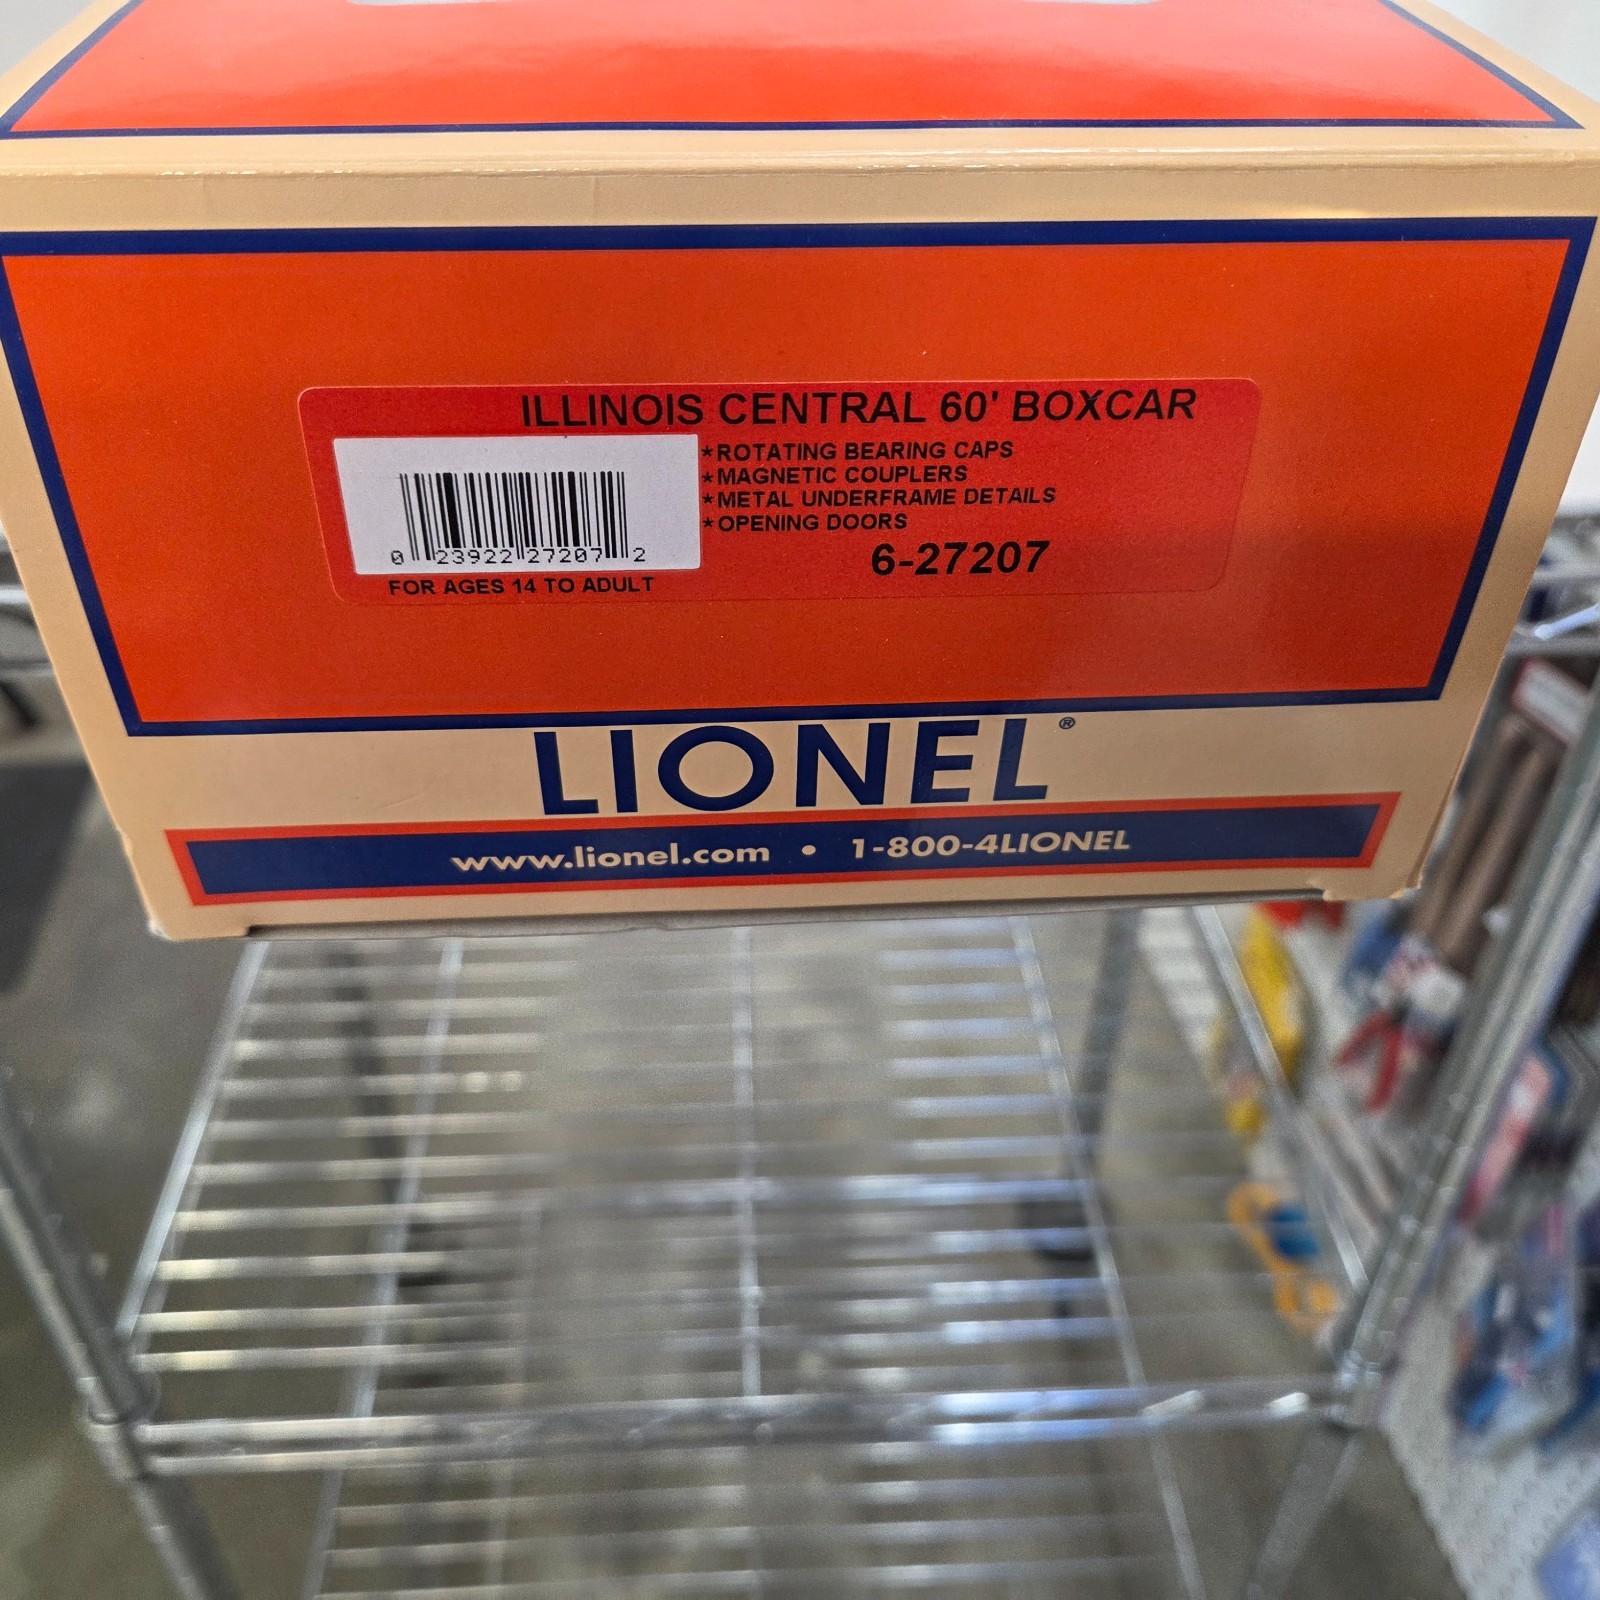 ILLINOIS CENTRAL 60' BOXCAR
*ROTATING BEARING CAPS
*MAGNETIC COUPLERS
*METAL UNDERFRAME DETAILS
*OPENING DOORS
6-27207
0 23922 27207 2
FOR AGES 14 TO ADULT
LIONEL®
www.lionel.com • 1-800-4LIONEL